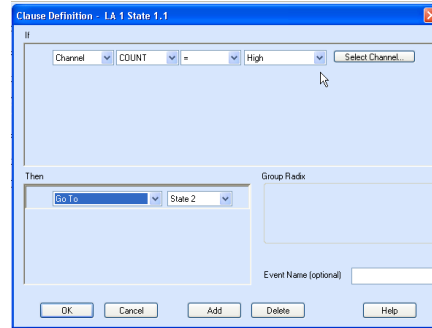 Clause Definition - LA 1 State 1.1
If
Channel COUNT = High Select Channel...
Then
Group Radix
Go To State 2
Event Name (optional)
OK Cancel Add Delete Help